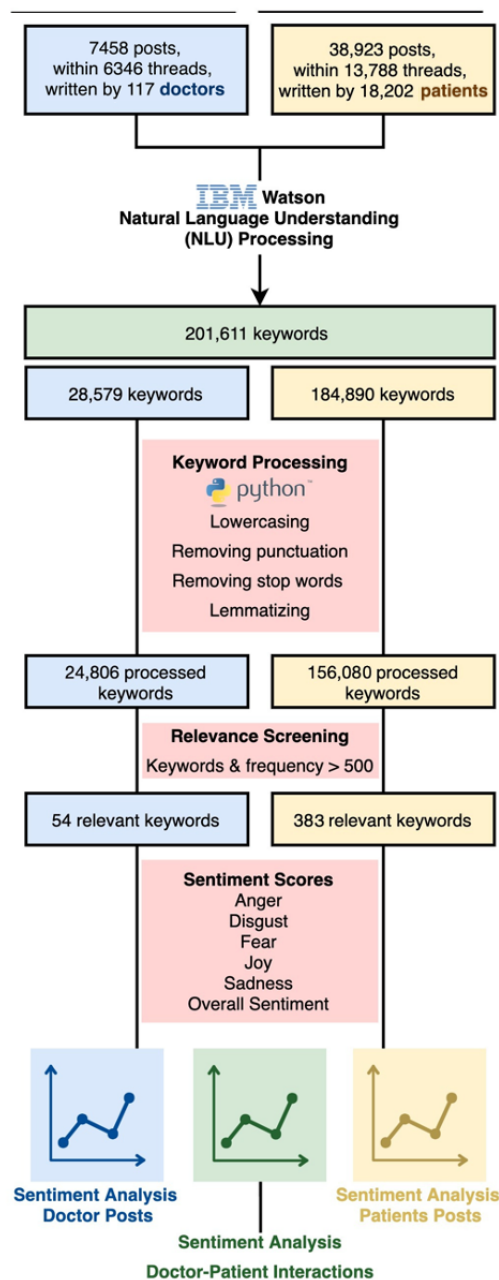 7458 posts,
within 6346 threads,
written by 117 doctors
38,923 posts,
within 13,788 threads,
written by 18,202 patients
IBM Watson
Natural Language Understanding
(NLU) Processing
201,611 keywords
28,579 keywords
184,890 keywords
Keyword Processing
python™
Lowercasing
Removing punctuation
Removing stop words
Lemmatizing
24,806 processed
keywords
156,080 processed
keywords
Relevance Screening
Keywords & frequency > 500
54 relevant keywords
383 relevant keywords
Sentiment Scores
Anger
Disgust
Fear
Joy
Sadness
Overall Sentiment
Sentiment Analysis
Doctor Posts
Sentiment Analysis
Patients Posts
Sentiment Analysis
Doctor-Patient Interactions